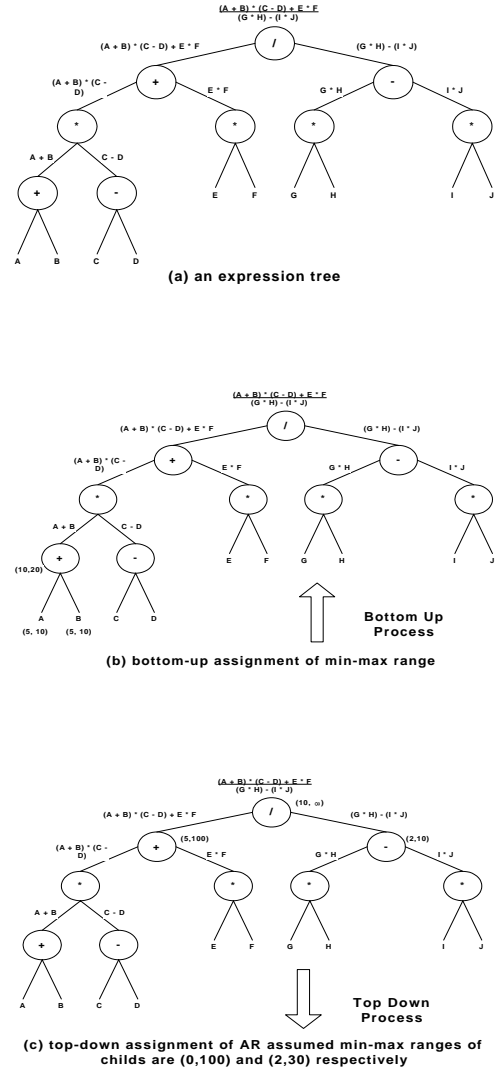 (A + B) * (C - D) + E * F
(G * H) - (I * J)
(A + B) * (C - D) + E * F
/
(G * H) - (I * J)
(A + B) * (C -
D)
+
E * F
G * H
-
I * J
*
*
*
*
A + B
C - D
+
-
E
F
G
H
I
J
A
B
C
D
(a) an expression tree
(A + B) * (C - D) + E * F
(G * H) - (I * J)
(A + B) * (C - D) + E * F
/
(G * H) - (I * J)
(A + B) * (C -
D)
+
E * F
G * H
-
I * J
*
*
*
*
A + B
C - D
+
-
(10,20)
E
F
G
H
I
J
A
B
C
D
(5, 10)
(5, 10)
Bottom Up
Process
(b) bottom-up assignment of min-max range
(A + B) * (C - D) + E * F
(G * H) - (I * J)
(A + B) * (C - D) + E * F
/
(10, ∞)
(G * H) - (I * J)
(A + B) * (C -
D)
+
(5,100)
E * F
G * H
-
(2,10)
I * J
*
*
*
*
A + B
C - D
+
-
E
F
G
H
I
J
A
B
C
D
Top Down
Process
(c) top-down assignment of AR assumed min-max ranges of
childs are (0,100) and (2,30) respectively